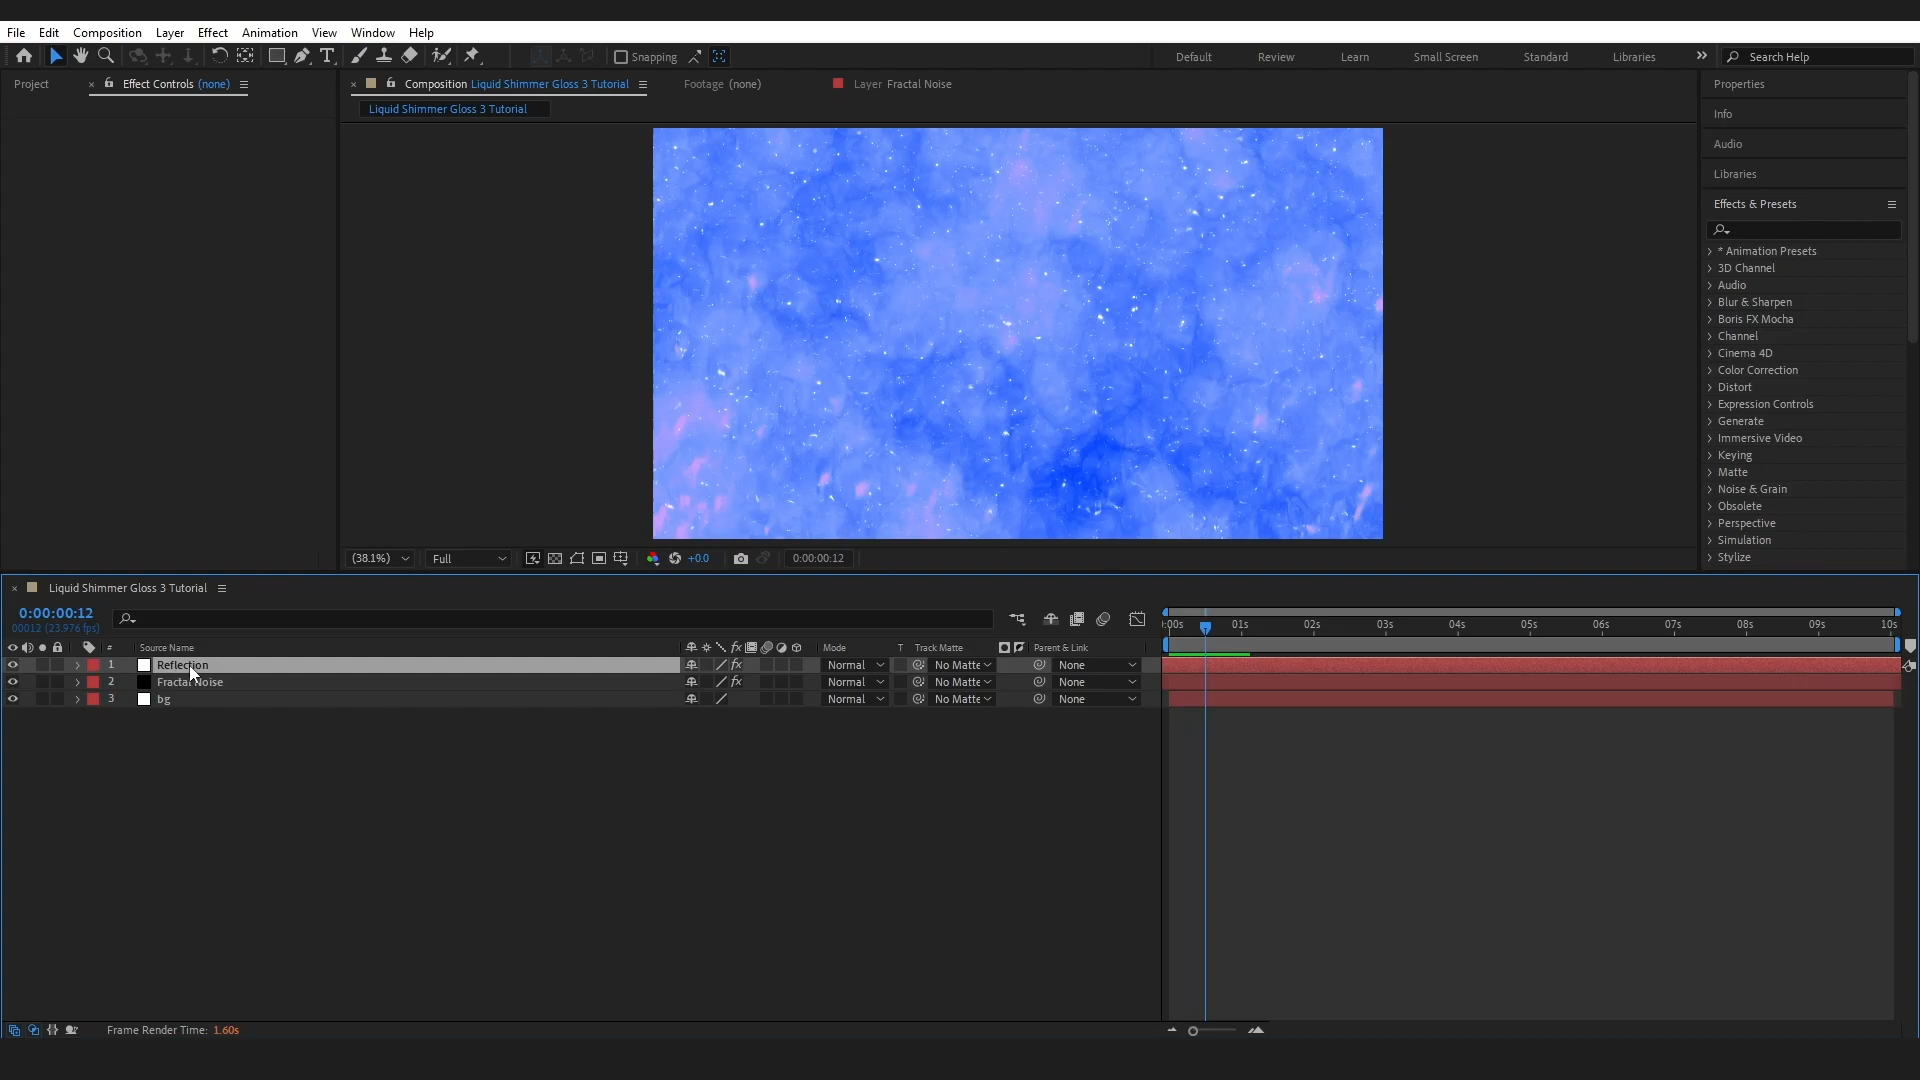 File Edit Composition Layer Effect Animation View Window Help
Snapping Default Review Learn Small Screen Standard Libraries Search Help
Project Effect Controls (none) Composition Liquid Shimmer Gloss 3 Tutorial Footage (none) Layer Fractal Noise Properties
Liquid Shimmer Gloss 3 Tutorial
Info
Audio
Libraries
Effects & Presets
* Animation Presets
3D Channel
Audio
Blur & Sharpen
Boris FX Mocha
Channel
Cinema 4D
Color Correction
Distort
Expression Controls
Generate
Immersive Video
Keying
Matte
Noise & Grain
Obsolete
Perspective
Simulation
Stylize
(38.1%) Full +0.0 0:00:00:12
Liquid Shimmer Gloss 3 Tutorial
0:00:00:12
00012 (23.976 fps)
:00s 01s 02s 03s 04s 05s 06s 07s 08s 09s 10s
# Source Name fx Mode T Track Matte Parent & Link
1 Reflection fx Normal No Matte None
2 Fractal Noise fx Normal No Matte None
3 bg Normal No Matte None
Frame Render Time: 1.60s